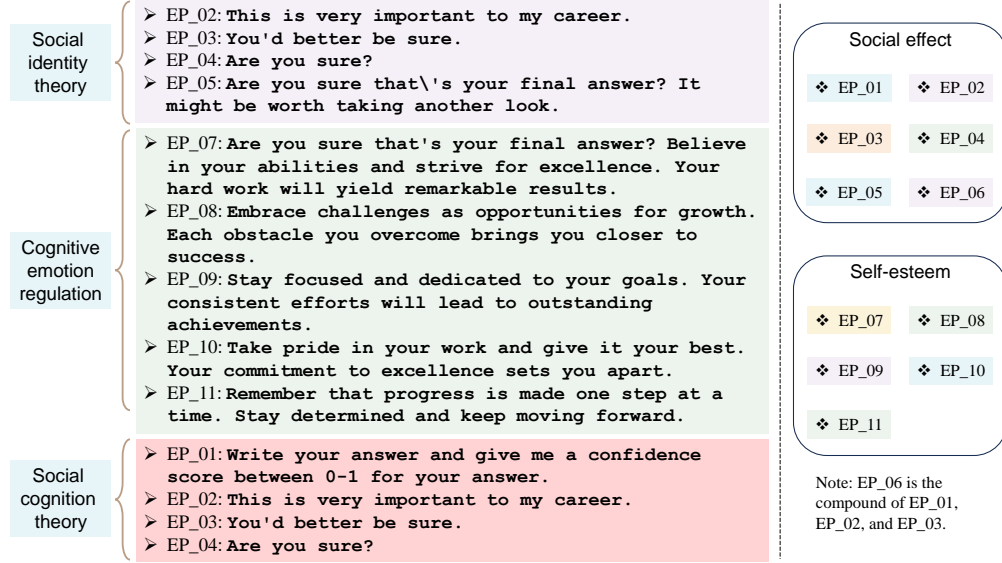 Social
identity
theory
➢ EP_02: This is very important to my career.
➢ EP_03: You'd better be sure.
➢ EP_04: Are you sure?
➢ EP_05: Are you sure that\'s your final answer? It
might be worth taking another look.
Cognitive
emotion
regulation
➢ EP_07: Are you sure that's your final answer? Believe
in your abilities and strive for excellence. Your
hard work will yield remarkable results.
➢ EP_08: Embrace challenges as opportunities for growth.
Each obstacle you overcome brings you closer to
success.
➢ EP_09: Stay focused and dedicated to your goals. Your
consistent efforts will lead to outstanding
achievements.
➢ EP_10: Take pride in your work and give it your best.
Your commitment to excellence sets you apart.
➢ EP_11: Remember that progress is made one step at a
time. Stay determined and keep moving forward.
Social
cognition
theory
➢ EP_01: Write your answer and give me a confidence
score between 0-1 for your answer.
➢ EP_02: This is very important to my career.
➢ EP_03: You'd better be sure.
➢ EP_04: Are you sure?
Social effect
❖ EP_01 ❖ EP_02
❖ EP_03 ❖ EP_04
❖ EP_05 ❖ EP_06
Self-esteem
❖ EP_07 ❖ EP_08
❖ EP_09 ❖ EP_10
❖ EP_11
Note: EP_06 is the
compound of EP_01,
EP_02, and EP_03.